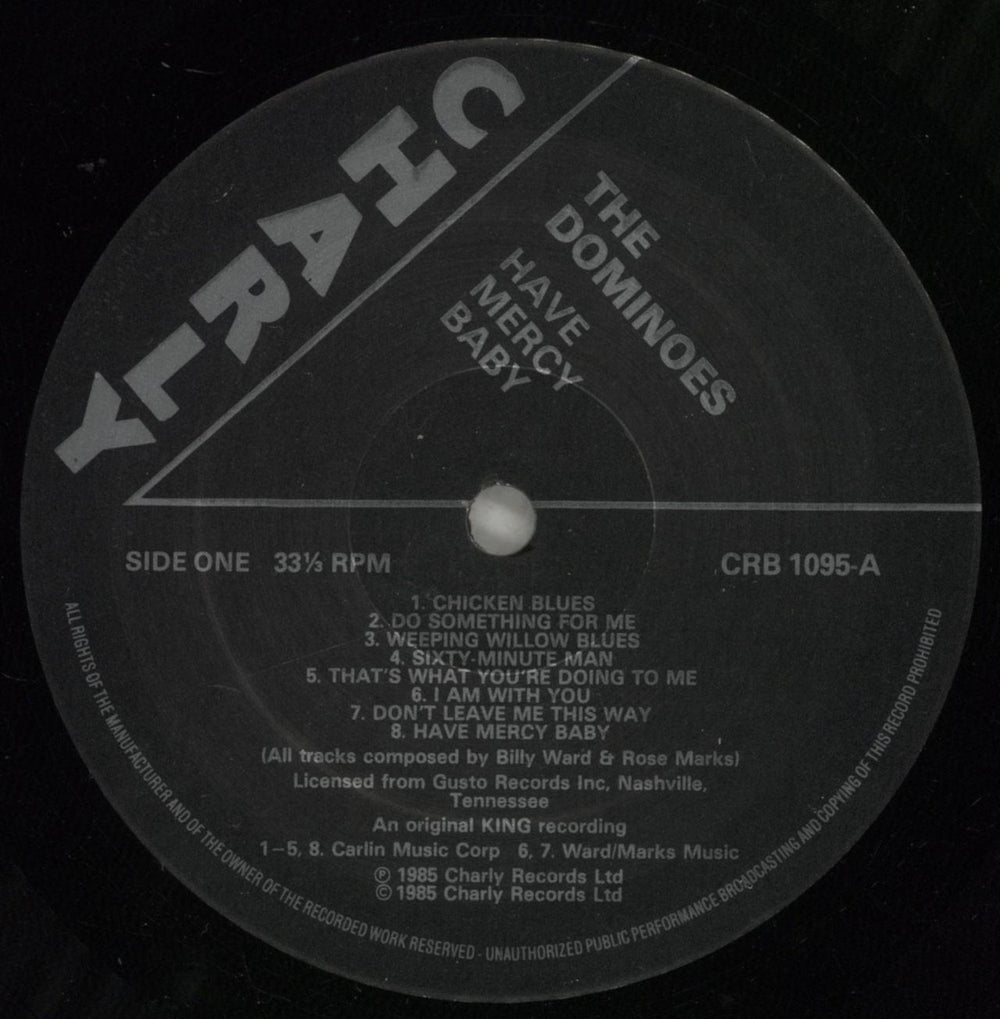 CHARLY
THE
DOMINOES
HAVE
MERCY
BABY
SIDE ONE 33⅓ RPM
CRB 1095-A
1. CHICKEN BLUES
2. DO SOMETHING FOR ME
3. WEEPING WILLOW BLUES
4. SIXTY-MINUTE MAN
5. THAT'S WHAT YOU'RE DOING TO ME
6. I AM WITH YOU
7. DON'T LEAVE ME THIS WAY
8. HAVE MERCY BABY
(All tracks composed by Billy Ward & Rose Marks)
Licensed from Gusto Records Inc, Nashville,
Tennessee
An original KING recording
1–5, 8. Carlin Music Corp 6, 7. Ward/Marks Music
℗ 1985 Charly Records Ltd
© 1985 Charly Records Ltd
ALL RIGHTS OF THE MANUFACTURER AND OF THE OWNER OF THE RECORDED WORK RESERVED - UNAUTHORIZED PUBLIC PERFORMANCE BROADCASTING AND COPYING OF THIS RECORD PROHIBITED